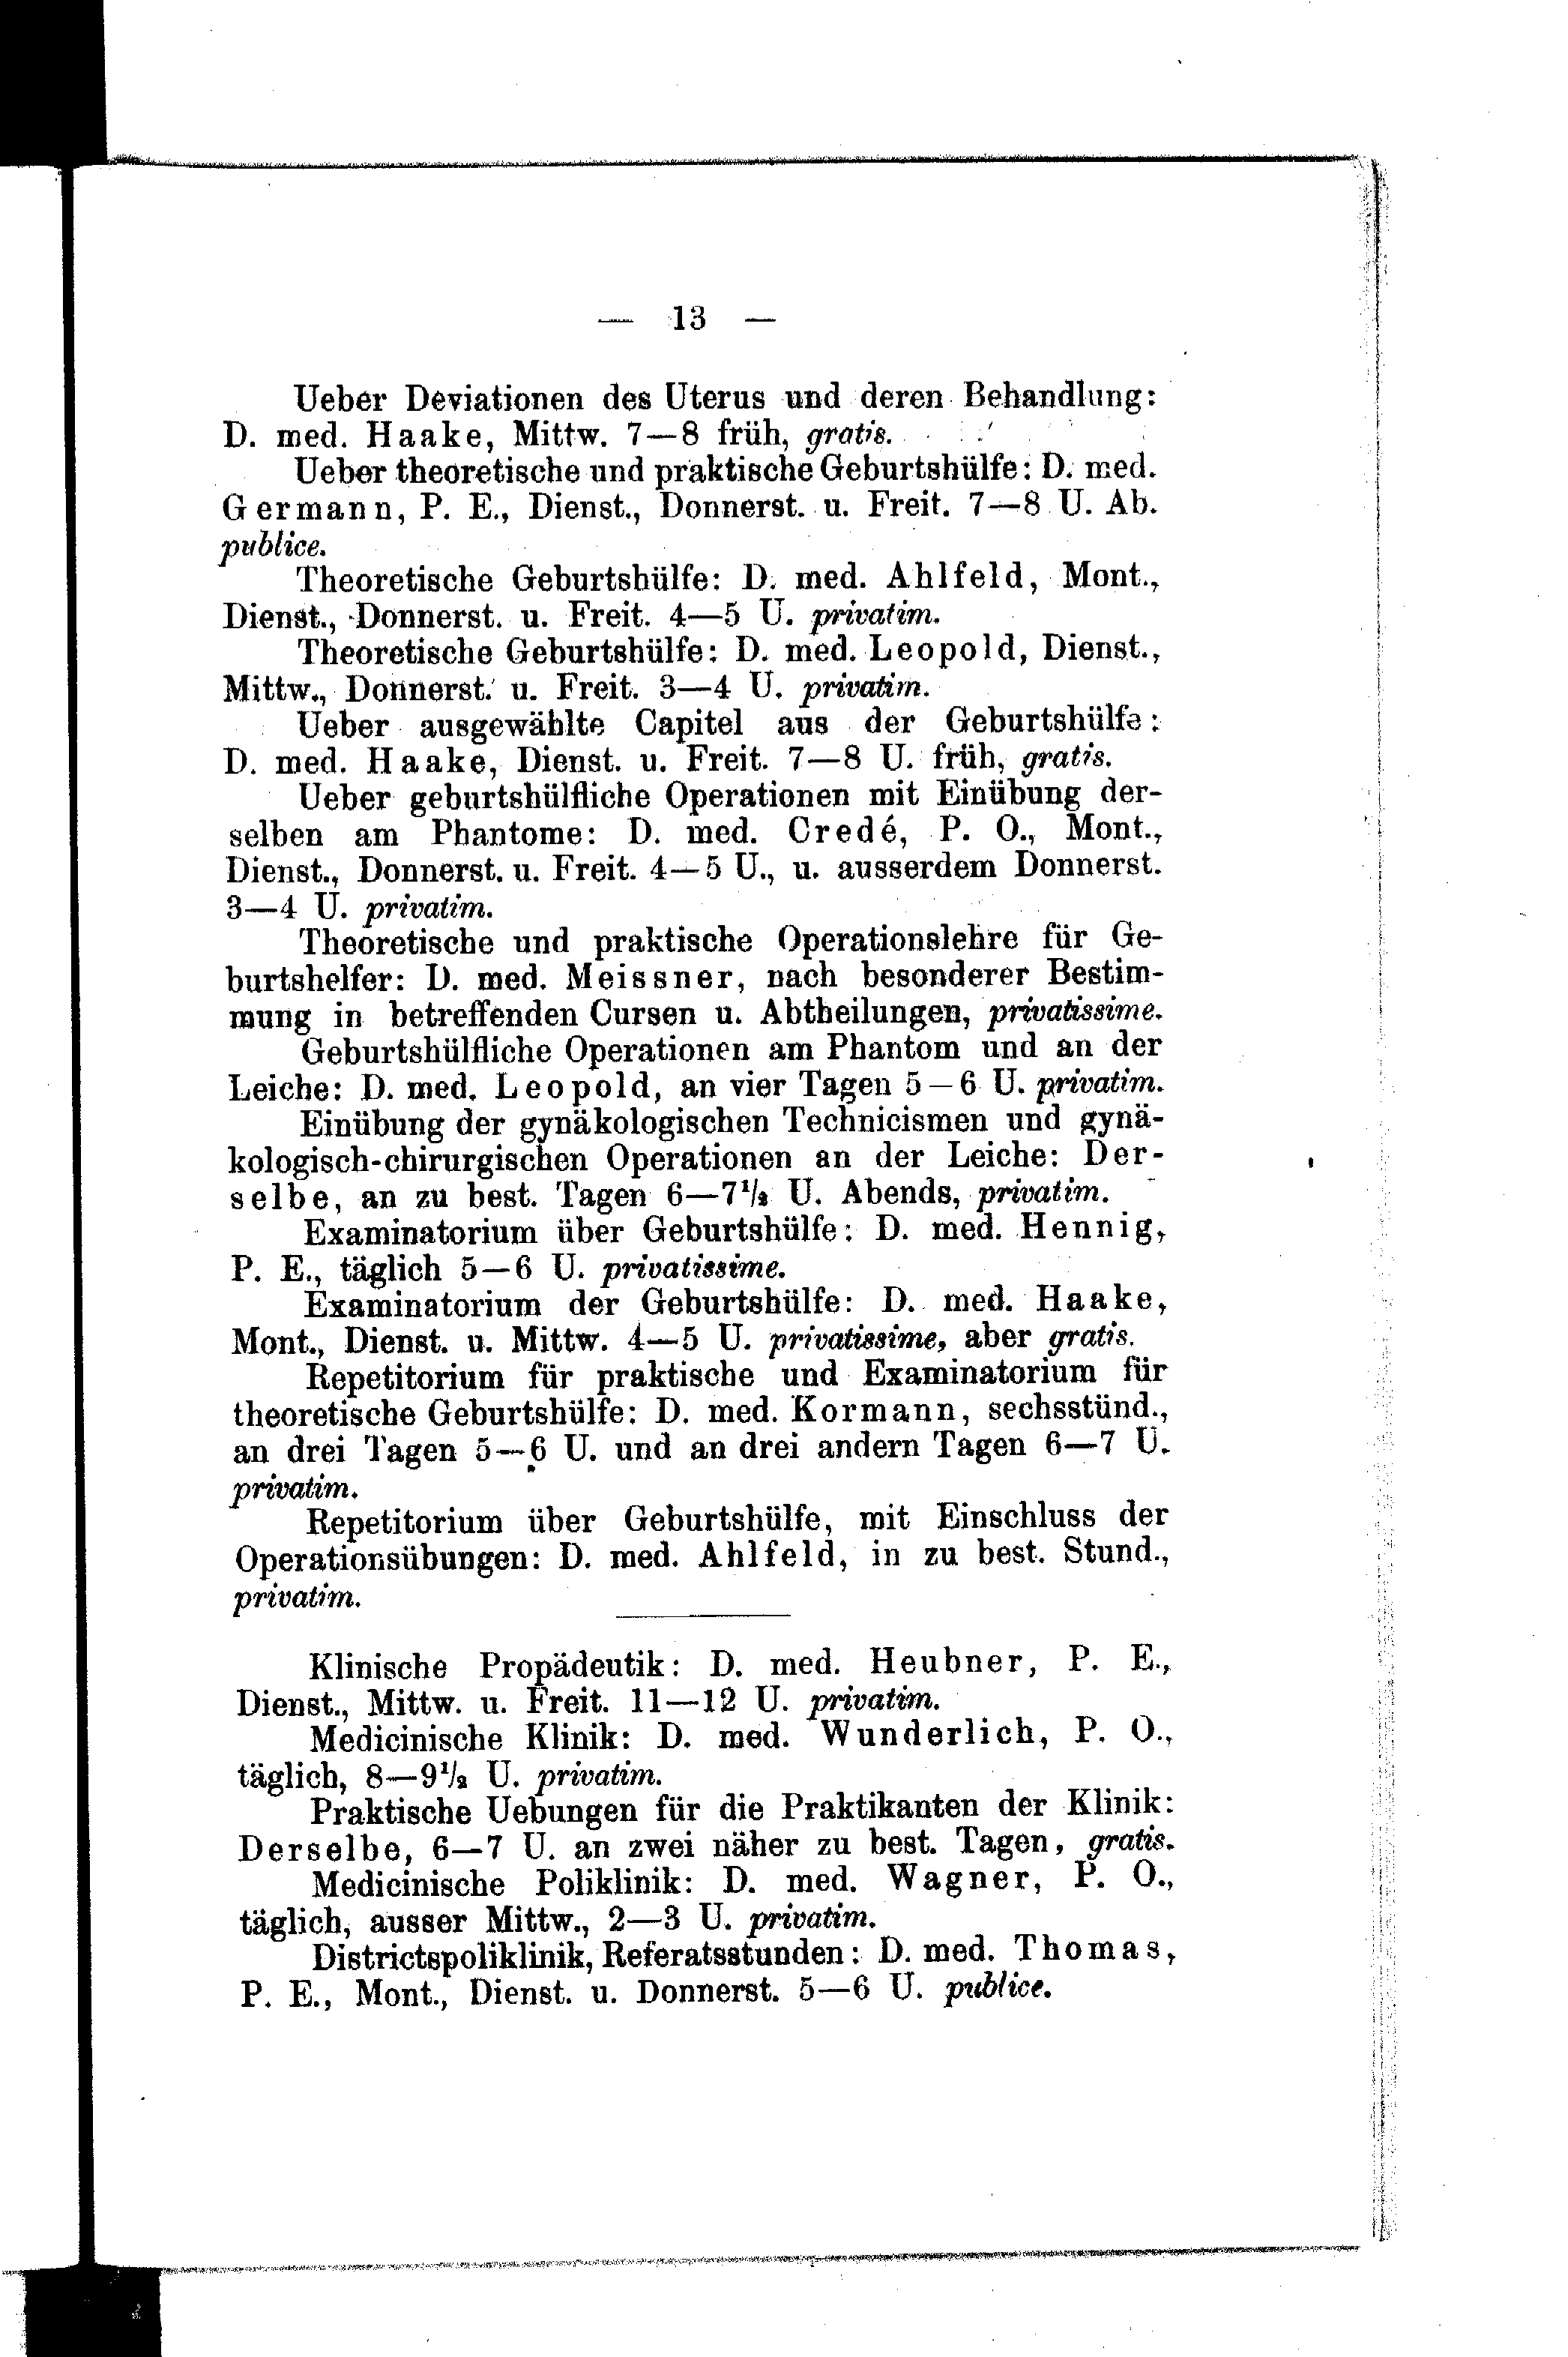 — 13 —
Ueber Deviationen des Uterus und deren Behandlung:
D. med. Haake, Mittw. 7—8 früh, gratis.
Ueber theoretische und praktische Geburtshülfe: D. med.
Germann, P. E., Dienst., Donnerst. u. Freit. 7—8 U. Ab.
publice.
Theoretische Geburtshülfe: D. med. Ahlfeld, Mont.,
Dienst., Donnerst. u. Freit. 4—5 U. privatim.
Theoretische Geburtshülfe: D. med. Leopold, Dienst.,
Mittw., Donnerst. u. Freit. 3—4 U. privatim.
Ueber ausgewählte Capitel aus der Geburtshülfe:
D. med. Haake, Dienst. u. Freit. 7—8 U. früh, gratis.
Ueber geburtshülfliche Operationen mit Einübung der-
selben am Phantome: D. med. Credé, P. O., Mont.,
Dienst., Donnerst. u. Freit. 4—5 U., u. ausserdem Donnerst.
3—4 U. privatim.
Theoretische und praktische Operationslehre für Ge-
burtshelfer: D. med. Meissner, nach besonderer Bestim-
mung in betreffenden Cursen u. Abtheilungen, privatissime.
Geburtshülfliche Operationen am Phantom und an der
Leiche: D. med. Leopold, an vier Tagen 5—6 U. privatim.
Einübung der gynäkologischen Technicismen und gynä-
kologisch-chirurgischen Operationen an der Leiche: Der-
selbe, an zu best. Tagen 6—7½ U. Abends, privatim.
Examinatorium über Geburtshülfe: D. med. Hennig,
P. E., täglich 5—6 U. privatissime.
Examinatorium der Geburtshülfe: D. med. Haake,
Mont., Dienst. u. Mittw. 4—5 U. privatissime, aber gratis.
Repetitorium für praktische und Examinatorium für
theoretische Geburtshülfe: D. med. Kormann, sechsstünd.,
an drei Tagen 5—6 U. und an drei andern Tagen 6—7 U.
privatim.
Repetitorium über Geburtshülfe, mit Einschluss der
Operationsübungen: D. med. Ahlfeld, in zu best. Stund.,
privatim.
Klinische Propädeutik: D. med. Heubner, P. E.,
Dienst., Mittw. u. Freit. 11—12 U. privatim.
Medicinische Klinik: D. med. Wunderlich, P. O.,
täglich, 8—9½ U. privatim.
Praktische Uebungen für die Praktikanten der Klinik:
Derselbe, 6—7 U. an zwei näher zu best. Tagen, gratis.
Medicinische Poliklinik: D. med. Wagner, P. O.,
täglich, ausser Mittw., 2—3 U. privatim.
Districtspoliklinik, Referatsstunden: D. med. Thomas,
P. E., Mont., Dienst. u. Donnerst. 5—6 U. publice.